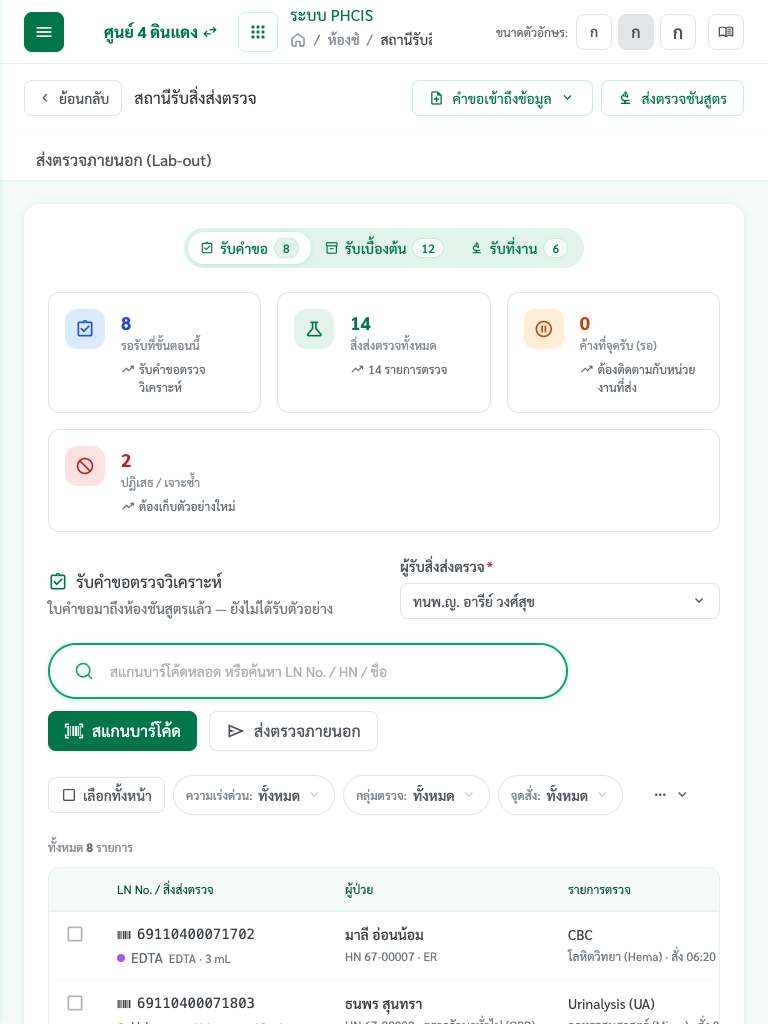 ศูนย์ 4 ดินแดง
ระบบ PHCIS
/ ห้องชั / สถานีรับสิ่
ขนาดตัวอักษร: ก ก ก
ย้อนกลับ สถานีรับสิ่งส่งตรวจ คำขอเข้าถึงข้อมูล ส่งตรวจชันสูตร
ส่งตรวจภายนอก (Lab-out)
รับคำขอ 8 รับเบื้องต้น 12 รับที่งาน 6
8
รอรับที่ขั้นตอนนี้
รับคำขอตรวจ
วิเคราะห์
14
สิ่งส่งตรวจทั้งหมด
14 รายการตรวจ
0
ค้างที่จุดรับ (รอ)
ต้องติดตามกับหน่วย
งานที่ส่ง
2
ปฏิเสธ / เจาะซ้ำ
ต้องเก็บตัวอย่างใหม่
รับคำขอตรวจวิเคราะห์
ใบคำขอมาถึงห้องชันสูตรแล้ว — ยังไม่ได้รับตัวอย่าง
ผู้รับสิ่งส่งตรวจ*
ทนพ.ญ. อารีย์ วงศ์สุข
สแกนบาร์โค้ดหลอด หรือค้นหา LN No. / HN / ชื่อ
สแกนบาร์โค้ด ส่งตรวจภายนอก
เลือกทั้งหน้า ความเร่งด่วน: ทั้งหมด กลุ่มตรวจ: ทั้งหมด จุดสั่ง: ทั้งหมด ...
ทั้งหมด 8 รายการ
LN No. / สิ่งส่งตรวจ ผู้ป่วย รายการตรวจ
69110400071702 มาลี อ่อนน้อม CBC
EDTA EDTA · 3 mL HN 67-00007 · ER โลหิตวิทยา (Hema) · สั่ง 06:20
69110400071803 ธนพร สุนทรา Urinalysis (UA)